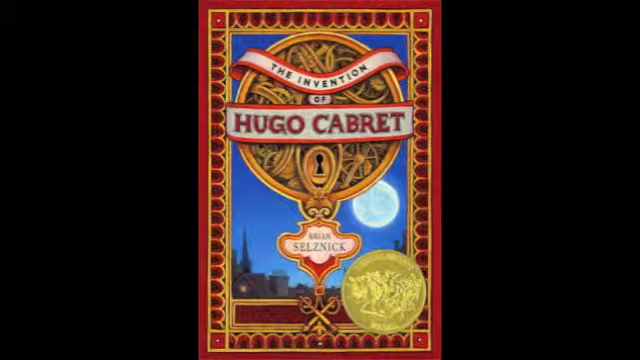 THE INVENTION
OF
HUGO CABRET
BRIAN
SELZNICK